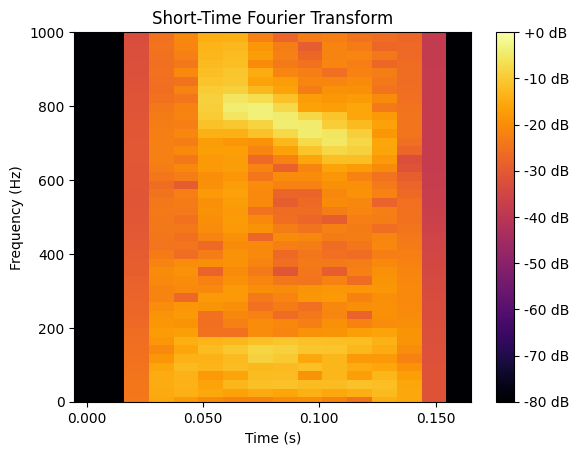 Short-Time Fourier Transform
1000
800
600
400
200
0
Frequency (Hz)
0.000
0.050
0.100
0.150
Time (s)
+0 dB
-10 dB
-20 dB
-30 dB
-40 dB
-50 dB
-60 dB
-70 dB
-80 dB